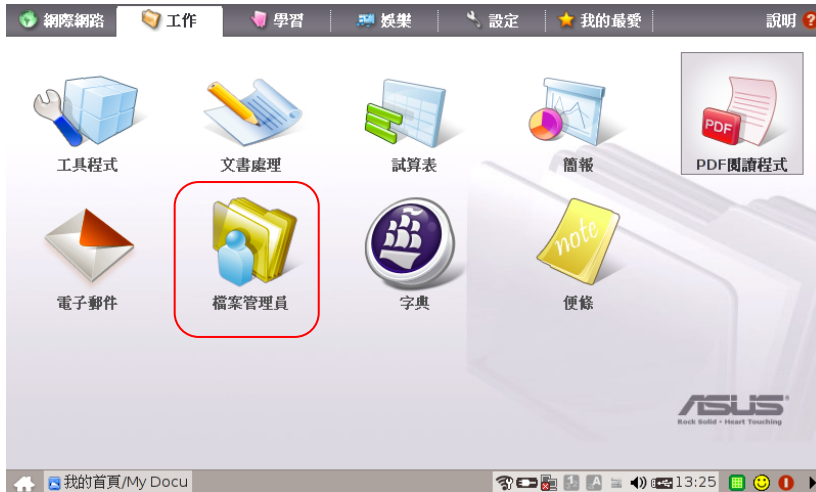 網際網路 工作 學習 娛樂 設定 我的最愛 說明
工具程式 文書處理 試算表 簡報 PDF閱讀程式
PDF
note
電子郵件 檔案管理員 字典 便條
ASUS
Rock Solid • Heart Touching
我的首頁/My Docu 1 A 13:25